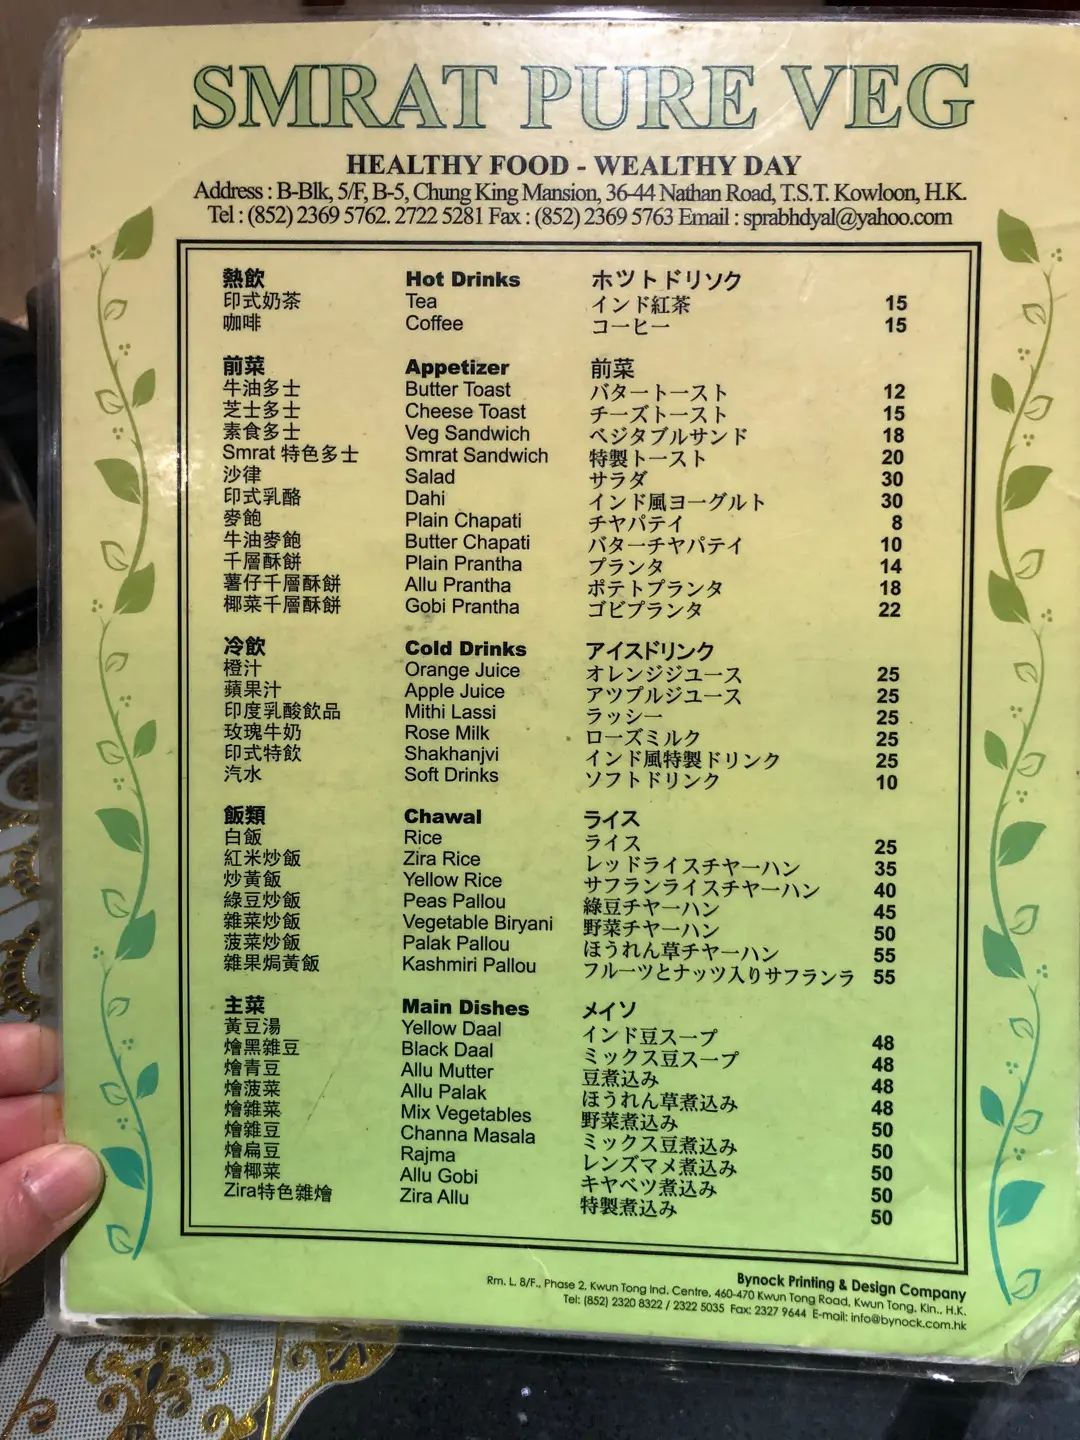 SMRAT PURE VEG
HEALTHY FOOD - WEALTHY DAY
Address : B-Blk, 5/F, B-5, Chung King Mansion, 36-44 Nathan Road, T.S.T. Kowloon, H.K.
Tel : (852) 2369 5762. 2722 5281 Fax : (852) 2369 5763 Email : sprabhdyal@yahoo.com
熱飲 Hot Drinks ホツトドリソク
印式奶茶 Tea インド紅茶 15
咖啡 Coffee コーヒー 15
前菜 Appetizer 前菜
牛油多士 Butter Toast バタートースト 12
芝士多士 Cheese Toast チーズトースト 15
素食多士 Veg Sandwich ベジタブルサンド 18
Smrat 特色多士 Smrat Sandwich 特製トースト 20
沙律 Salad サラダ 30
印式乳酪 Dahi インド風ヨーグルト 30
麥飽 Plain Chapati チヤパテイ 8
牛油麥飽 Butter Chapati バターチヤパテイ 10
千層酥餅 Plain Prantha プランタ 14
薯仔千層酥餅 Allu Prantha ポテトプランタ 18
椰菜千層酥餅 Gobi Prantha ゴビプランタ 22
冷飲 Cold Drinks アイスドリンク
橙汁 Orange Juice オレンジジユース 25
蘋果汁 Apple Juice アツプルジユース 25
印度乳酸飲品 Mithi Lassi ラッシー 25
玫瑰牛奶 Rose Milk ローズミルク 25
印式特飲 Shakhanjvi インド風特製ドリンク 25
汽水 Soft Drinks ソフトドリンク 10
飯類 Chawal ライス
白飯 Rice ライス 25
紅米炒飯 Zira Rice レッドライスチヤーハン 35
炒黃飯 Yellow Rice サフランライスチヤーハン 40
綠豆炒飯 Peas Pallou 綠豆チヤーハン 45
雜菜炒飯 Vegetable Biryani 野菜チヤーハン 50
菠菜炒飯 Palak Pallou ほうれん草チヤーハン 55
雜果焗黃飯 Kashmiri Pallou フルーツとナッツ入りサフランラ 55
主菜 Main Dishes メイソ
黃豆湯 Yellow Daal インド豆スープ 48
燴黑雜豆 Black Daal ミックス豆スープ 48
燴青豆 Allu Mutter 豆煮込み 48
燴菠菜 Allu Palak ほうれん草煮込み 48
燴雜菜 Mix Vegetables 野菜煮込み 50
燴雜豆 Channa Masala ミックス豆煮込み 50
燴扁豆 Rajma レンズマメ煮込み 50
燴椰菜 Allu Gobi キヤベツ煮込み 50
Zira特色雜燴 Zira Allu 特製煮込み 50
Bynock Printing & Design Company
Rm. L. 8/F., Phase 2, Kwun Tong Ind. Centre, 460-470 Kwun Tong Road, Kwun Tong, Kln., H.K.
Tel: (852) 2320 8322 / 2322 5035 Fax: 2327 9644 E-mail: info@bynock.com.hk